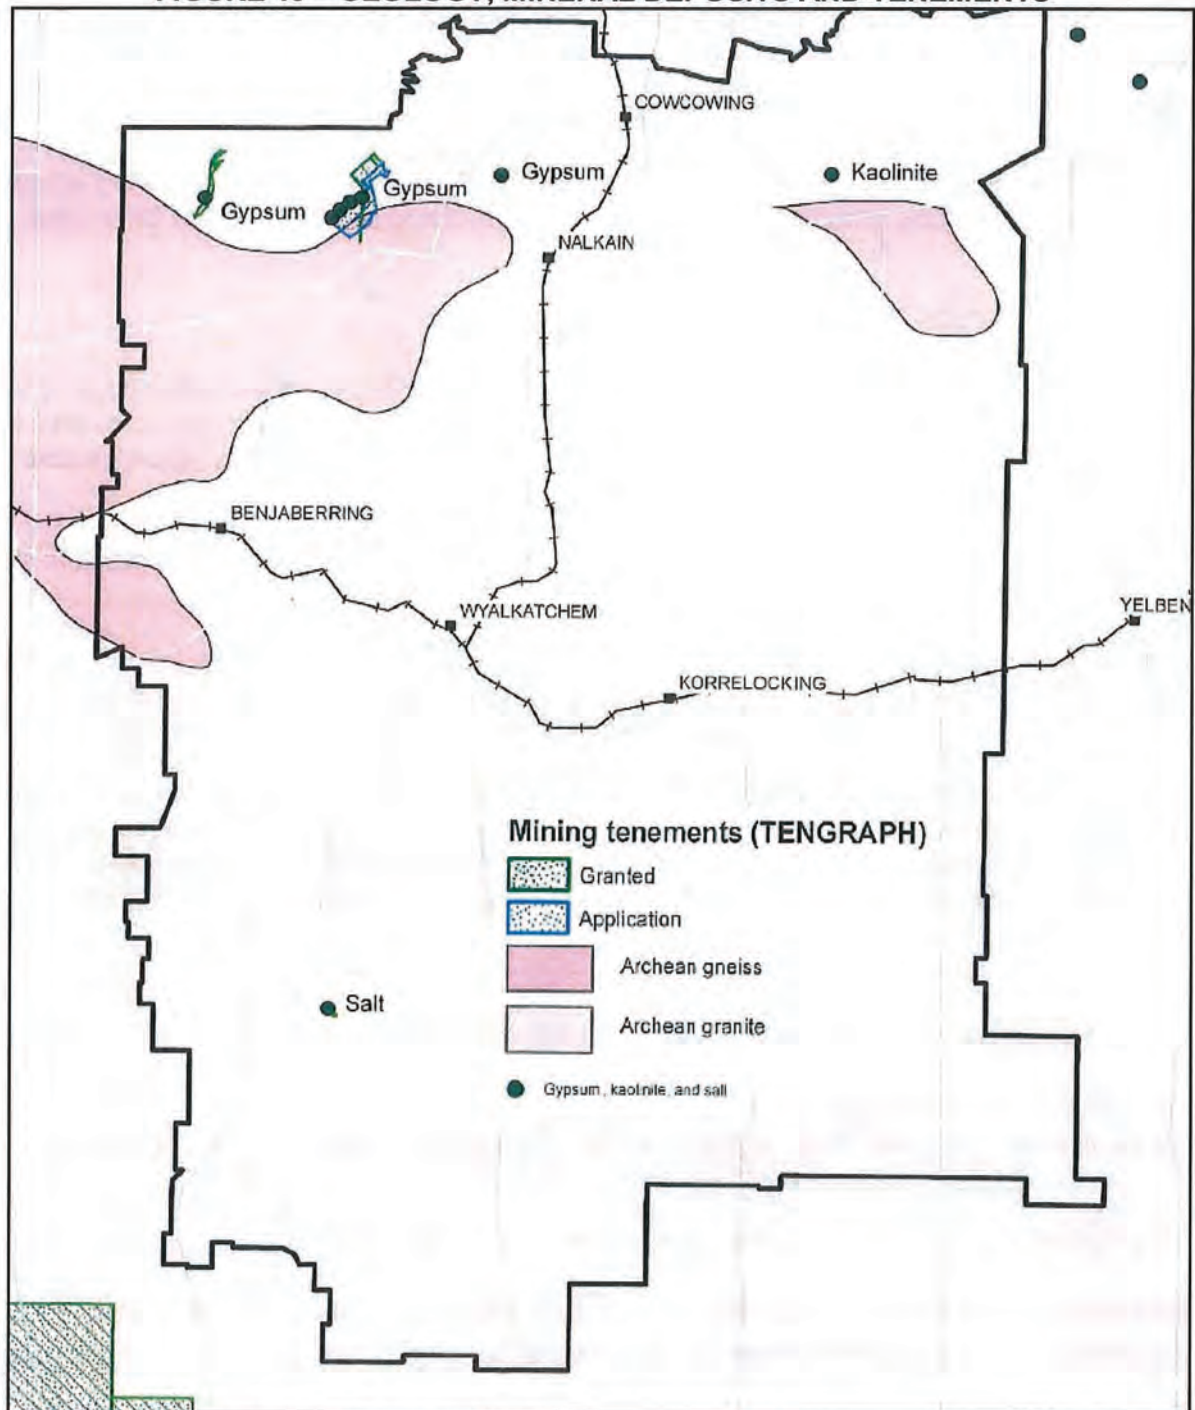 COWCOWING
Gypsum
Kaolinite
Gypsum
Gypsum
NALKAIN
BENJABERRING
WYALKATCHEM
YELBEN
KORRELOCKING
Mining tenements (TENGRAPH)
Granted
Application
Archean gneiss
Archean granite
Salt
Gypsum, kaolinite, and salt